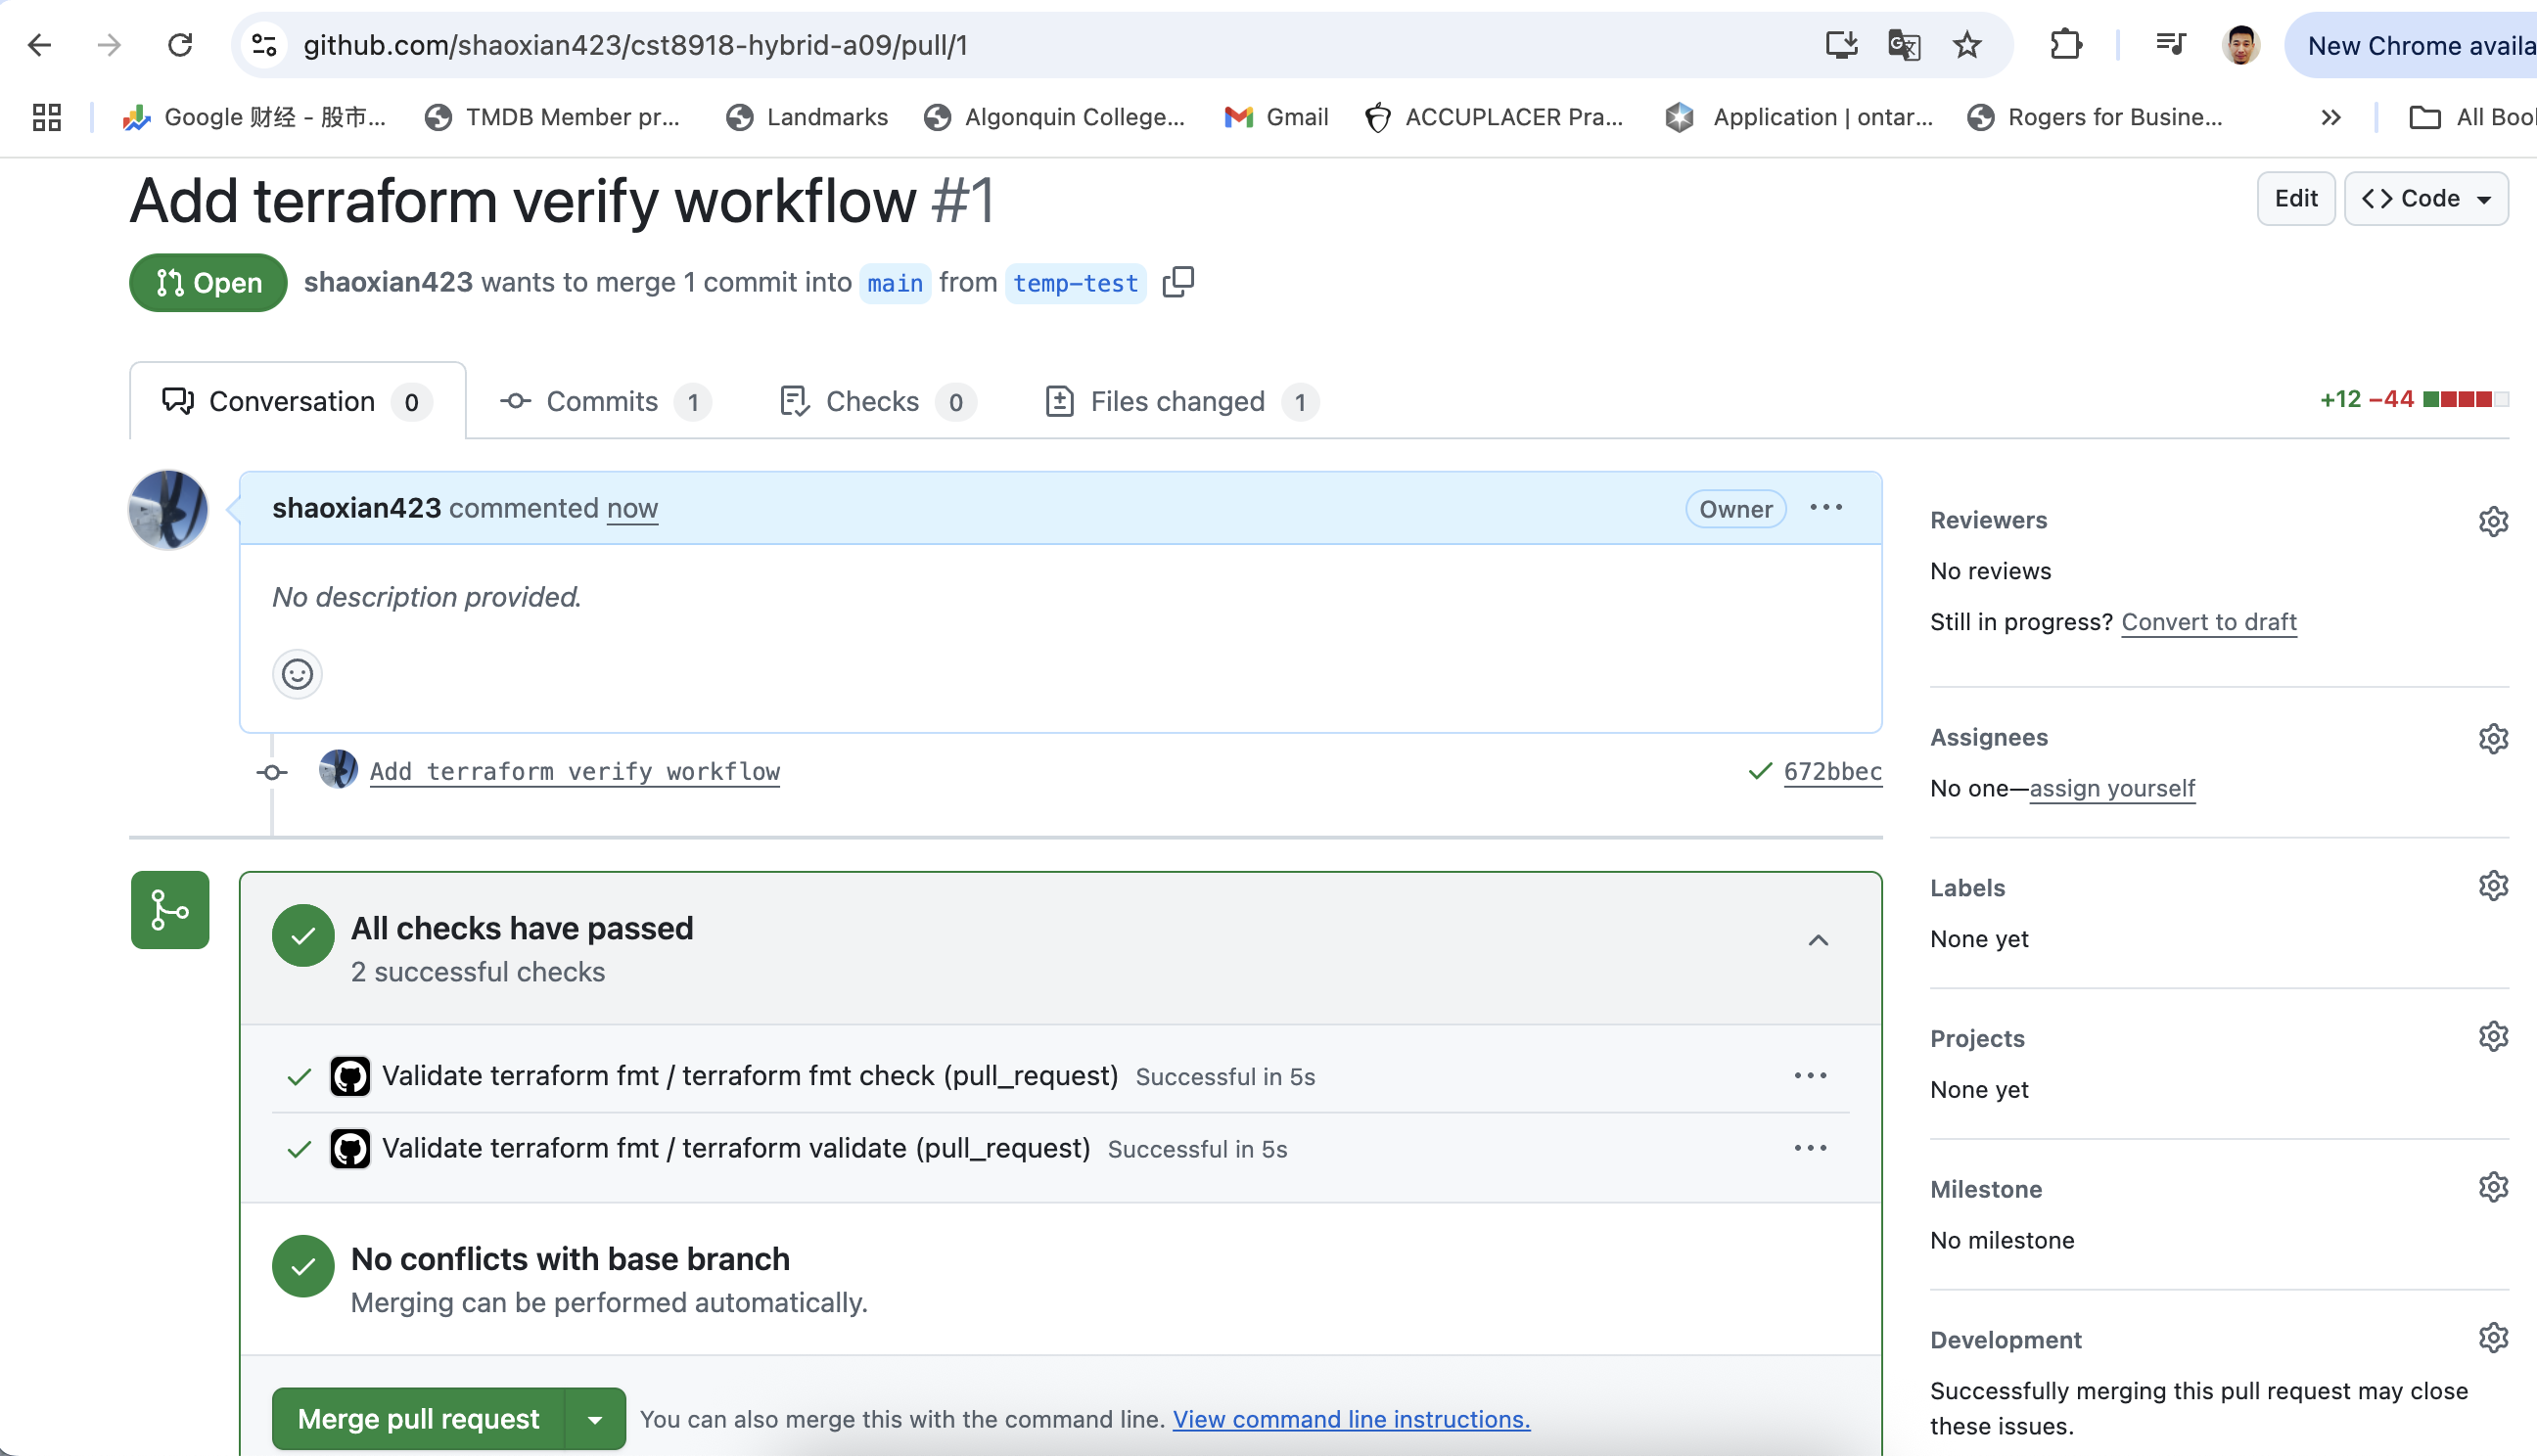 github.com/shaoxian423/cst8918-hybrid-a09/pull/1
New Chrome availa
Google 财经 - 股市...
TMDB Member pr...
Landmarks
Algonquin College...
Gmail
ACCUPLACER Pra...
Application | ontar...
Rogers for Busine...
All Bool
Add terraform verify workflow #1
Edit
Code
Open
shaoxian423 wants to merge 1 commit into main from temp-test
Conversation 0
Commits 1
Checks 0
Files changed 1
+12 −44
shaoxian423 commented now
Owner
No description provided.
Add terraform verify workflow
672bbec
All checks have passed
2 successful checks
Validate terraform fmt / terraform fmt check (pull_request) Successful in 5s
Validate terraform fmt / terraform validate (pull_request) Successful in 5s
No conflicts with base branch
Merging can be performed automatically.
Merge pull request
You can also merge this with the command line. View command line instructions.
Reviewers
No reviews
Still in progress? Convert to draft
Assignees
No one—assign yourself
Labels
None yet
Projects
None yet
Milestone
No milestone
Development
Successfully merging this pull request may close
these issues.